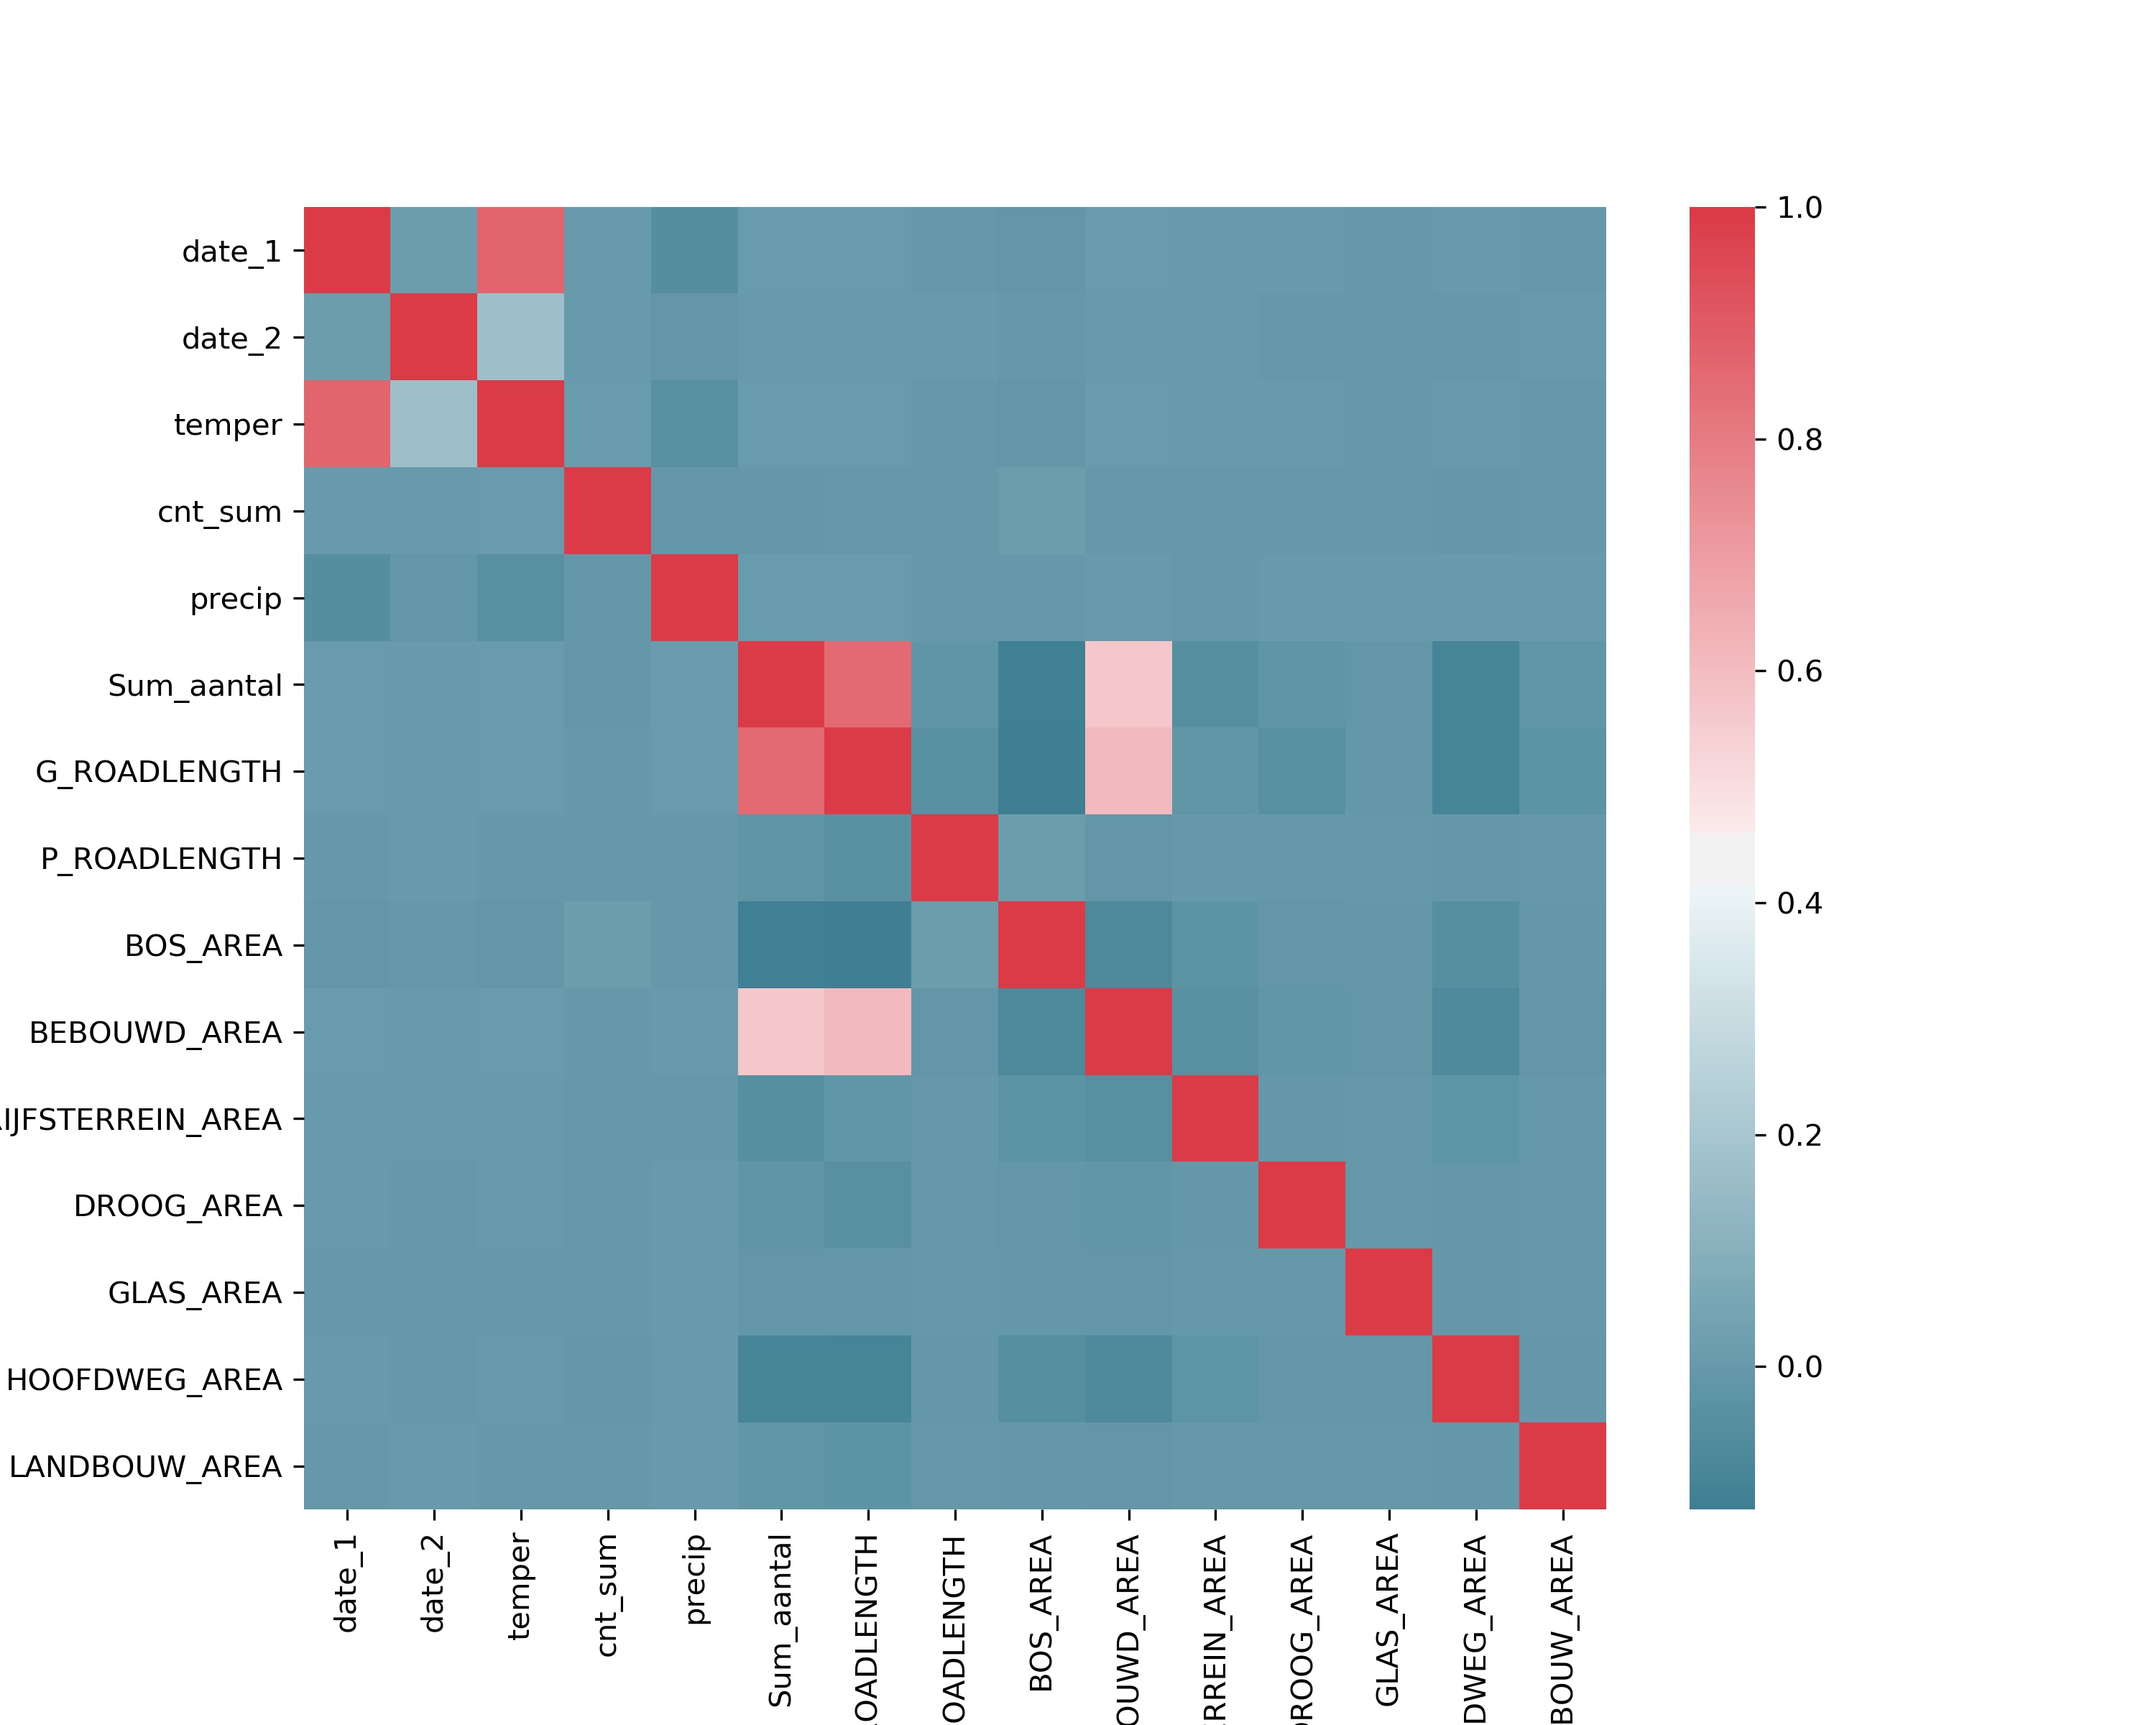 date_1
date_2
temper
cnt_sum
precip
Sum_aantal
G_ROADLENGTH
P_ROADLENGTH
BOS_AREA
BEBOUWD_AREA
IJFSTERREIN_AREA
DROOG_AREA
GLAS_AREA
HOOFDWEG_AREA
LANDBOUW_AREA
date_1
date_2
temper
cnt_sum
precip
Sum_aantal
OADLENGTH
OADLENGTH
BOS_AREA
OUWD_AREA
RREIN_AREA
ROOG_AREA
GLAS_AREA
DWEG_AREA
BOUW_AREA
1.0
0.8
0.6
0.4
0.2
0.0